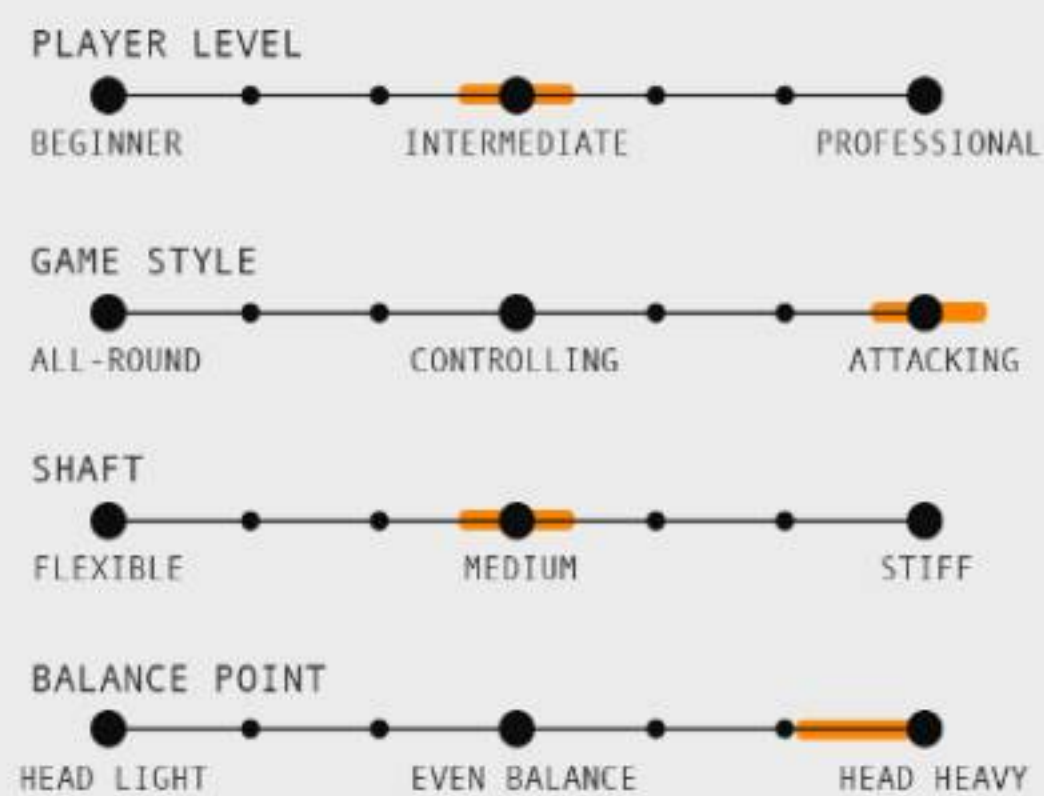 PLAYER LEVEL
BEGINNER INTERMEDIATE PROFESSIONAL
GAME STYLE
ALL-ROUND CONTROLLING ATTACKING
SHAFT
FLEXIBLE MEDIUM STIFF
BALANCE POINT
HEAD LIGHT EVEN BALANCE HEAD HEAVY